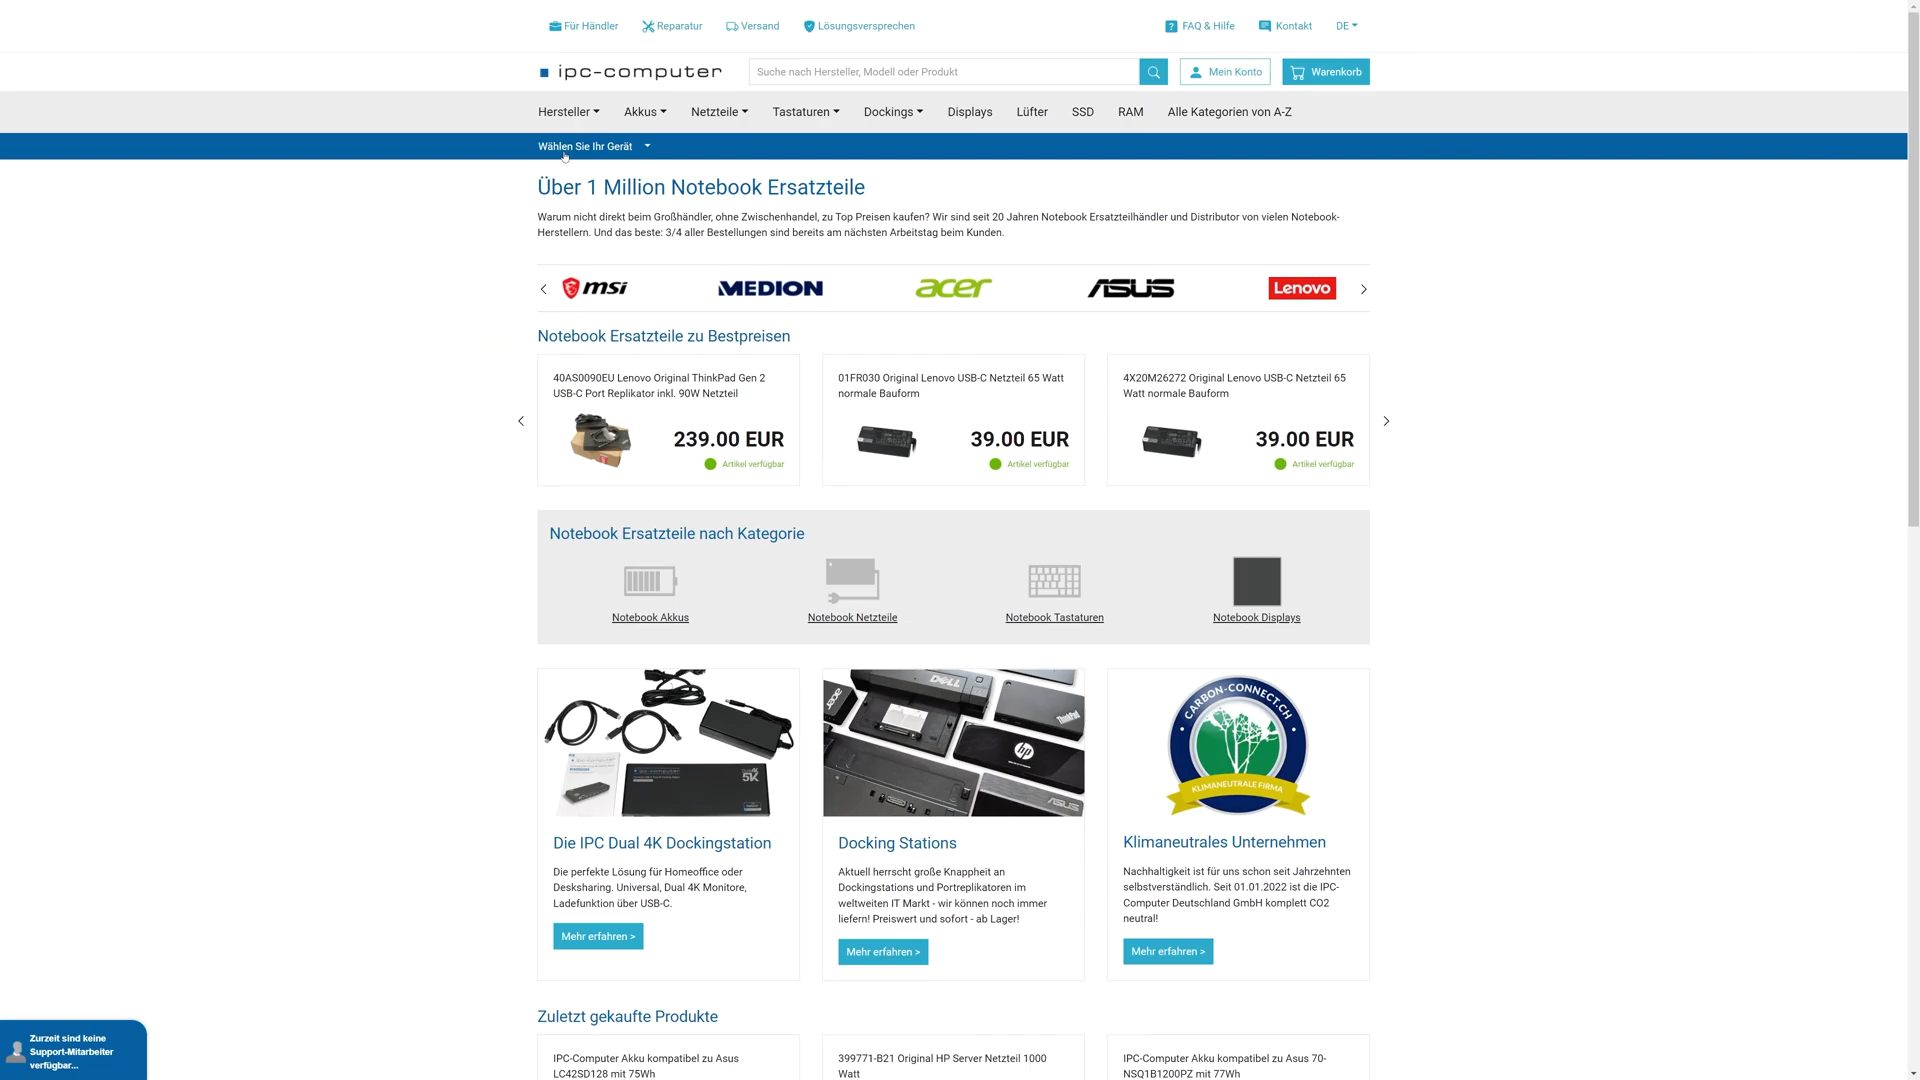 Für Händler
Reparatur
Versand
Lösungsversprechen
FAQ & Hilfe
Kontakt
DE
ipc-computer
Suche nach Hersteller, Modell oder Produkt
Mein Konto
Warenkorb
Hersteller
Akkus
Netzteile
Tastaturen
Dockings
Displays
Lüfter
SSD
RAM
Alle Kategorien von A-Z
Wählen Sie Ihr Gerät
Über 1 Million Notebook Ersatzteile
Warum nicht direkt beim Großhändler, ohne Zwischenhandel, zu Top Preisen kaufen? Wir sind seit 20 Jahren Notebook Ersatzteilhändler und Distributor von vielen Notebook-
Herstellern. Und das beste: 3/4 aller Bestellungen sind bereits am nächsten Arbeitstag beim Kunden.
msi
MEDION
acer
ASUS
Lenovo
Notebook Ersatzteile zu Bestpreisen
40AS0090EU Lenovo Original ThinkPad Gen 2
USB-C Port Replikator inkl. 90W Netzteil
239.00 EUR
Artikel verfügbar
01FR030 Original Lenovo USB-C Netzteil 65 Watt
normale Bauform
39.00 EUR
Artikel verfügbar
4X20M26272 Original Lenovo USB-C Netzteil 65
Watt normale Bauform
39.00 EUR
Artikel verfügbar
Notebook Ersatzteile nach Kategorie
Notebook Akkus
Notebook Netzteile
Notebook Tastaturen
Notebook Displays
ipc-computer
ipc-computer
5K
Die IPC Dual 4K Dockingstation
Die perfekte Lösung für Homeoffice oder
Desksharing. Universal, Dual 4K Monitore,
Ladefunktion über USB-C.
Mehr erfahren >
acer
DELL
ThinkPad
hp
ASUS
Docking Stations
Aktuell herrscht große Knappheit an
Dockingstations und Portreplikatoren im
weltweiten IT Markt - wir können noch immer
liefern! Preiswert und sofort - ab Lager!
Mehr erfahren >
CARBON-CONNECT.CH
KLIMANEUTRALE FIRMA
Klimaneutrales Unternehmen
Nachhaltigkeit ist für uns schon seit Jahrzehnten
selbstverständlich. Seit 01.01.2022 ist die IPC-
Computer Deutschland GmbH komplett CO2
neutral!
Mehr erfahren >
Zuletzt gekaufte Produkte
IPC-Computer Akku kompatibel zu Asus
LC42SD128 mit 75Wh
399771-B21 Original HP Server Netzteil 1000
Watt
IPC-Computer Akku kompatibel zu Asus 70-
NSQ1B1200PZ mit 77Wh
Zurzeit sind keine
Support-Mitarbeiter
verfügbar...